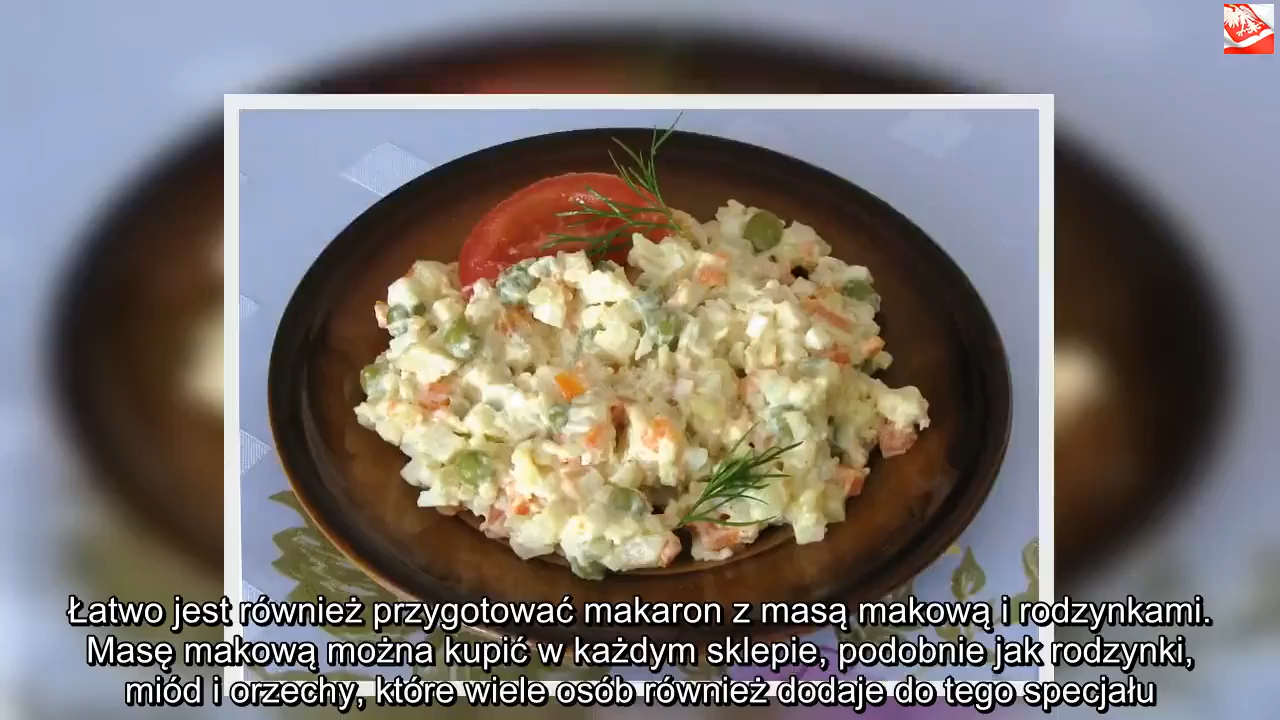 Łatwo jest również przygotować makaron z masą makową i rodzynkami.
Masę makową można kupić w każdym sklepie, podobnie jak rodzynki,
miód i orzechy, które wiele osób również dodaje do tego specjału